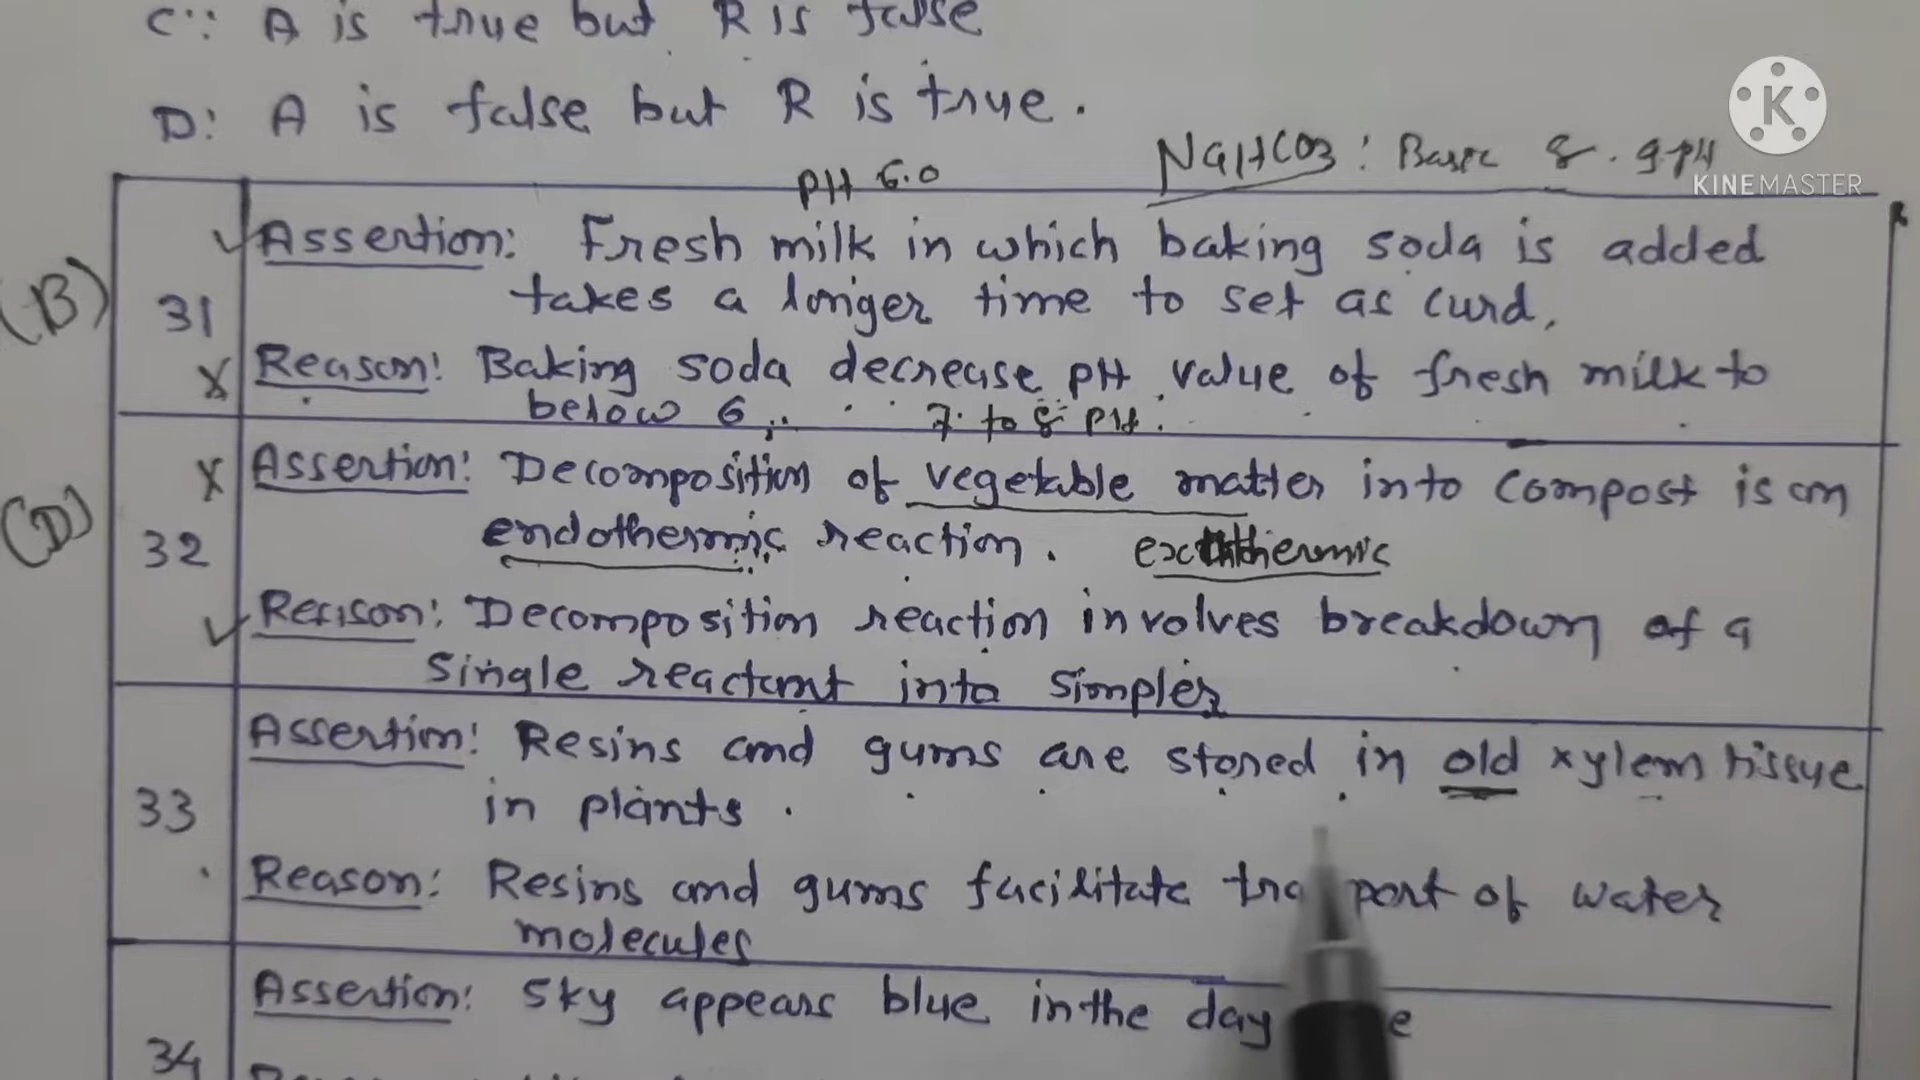 C: A is true but R is false
D: A is false but R is true.
K
KINEMASTER
NaHCO3: Basic 8.9 pH
PH 6.0
(B)
31
Assertion: Fresh milk in which baking soda is added
takes a longer time to set as curd.
Reason: Baking soda decrease pH value of fresh milk to
below 6
7 to 8 PH.
(D)
32
Assertion: Decomposition of vegetable matter into compost is an
endothermic reaction. exothermic
Reason: Decomposition reaction involves breakdown of a
single reactant into simpler
33
Assertion: Resins and gums are stored in old xylem tissue
in plants.
Reason: Resins and gums facilitate of water
molecules
34
Assertion: Sky appears blue in the day